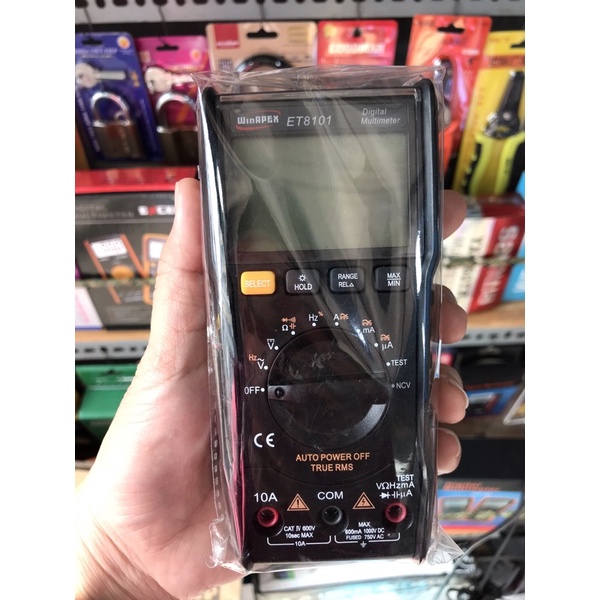 WinAPEX
ET8101
Digital
Multimeter
SELECT
HOLD
RANGE
REL△
MAX
MIN
Hz%
A
mA
Ω
V
µA
Hz~
V
TEST
OFF
NCV
CE
AUTO POWER OFF
TRUE RMS
TEST
10A
COM
VΩHzmA
µA
CAT IV 600V
10sec MAX
10A
MAX
600mA 1000V DC
FUSED 750V AC